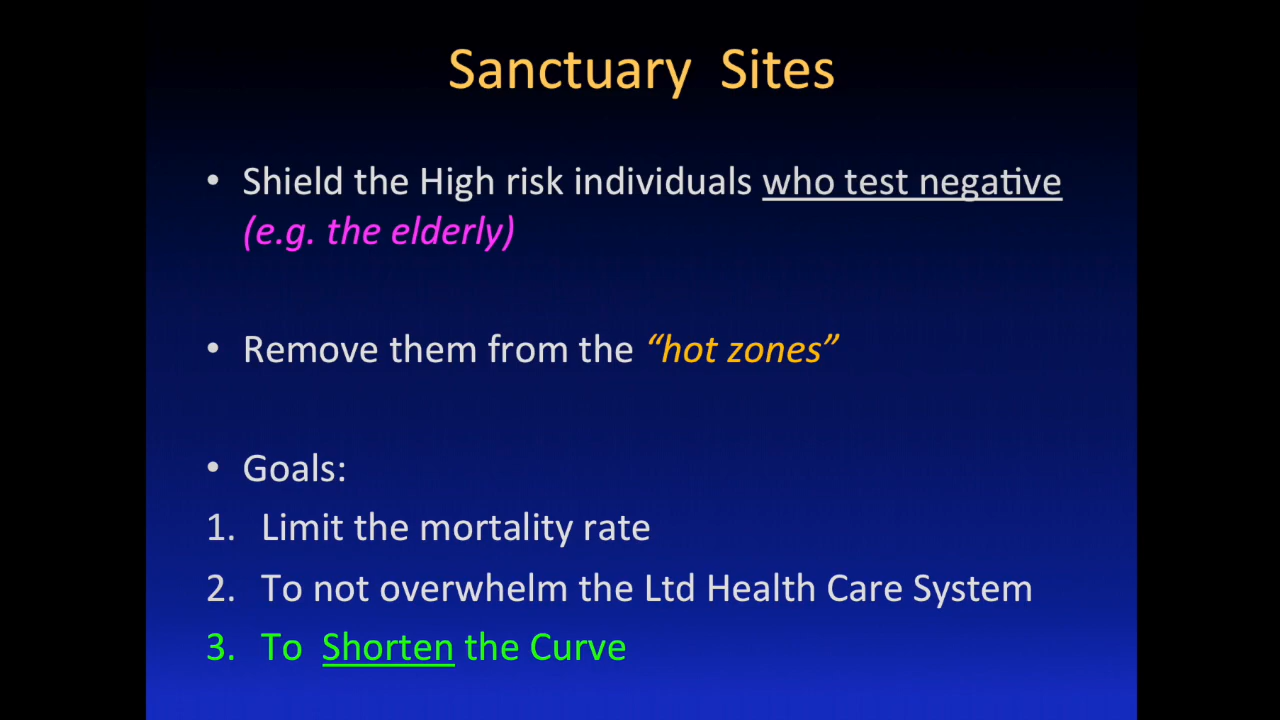 Sanctuary Sites
• Shield the High risk individuals who test negative
(e.g. the elderly)
• Remove them from the “hot zones”
• Goals:
1. Limit the mortality rate
2. To not overwhelm the Ltd Health Care System
3. To Shorten the Curve